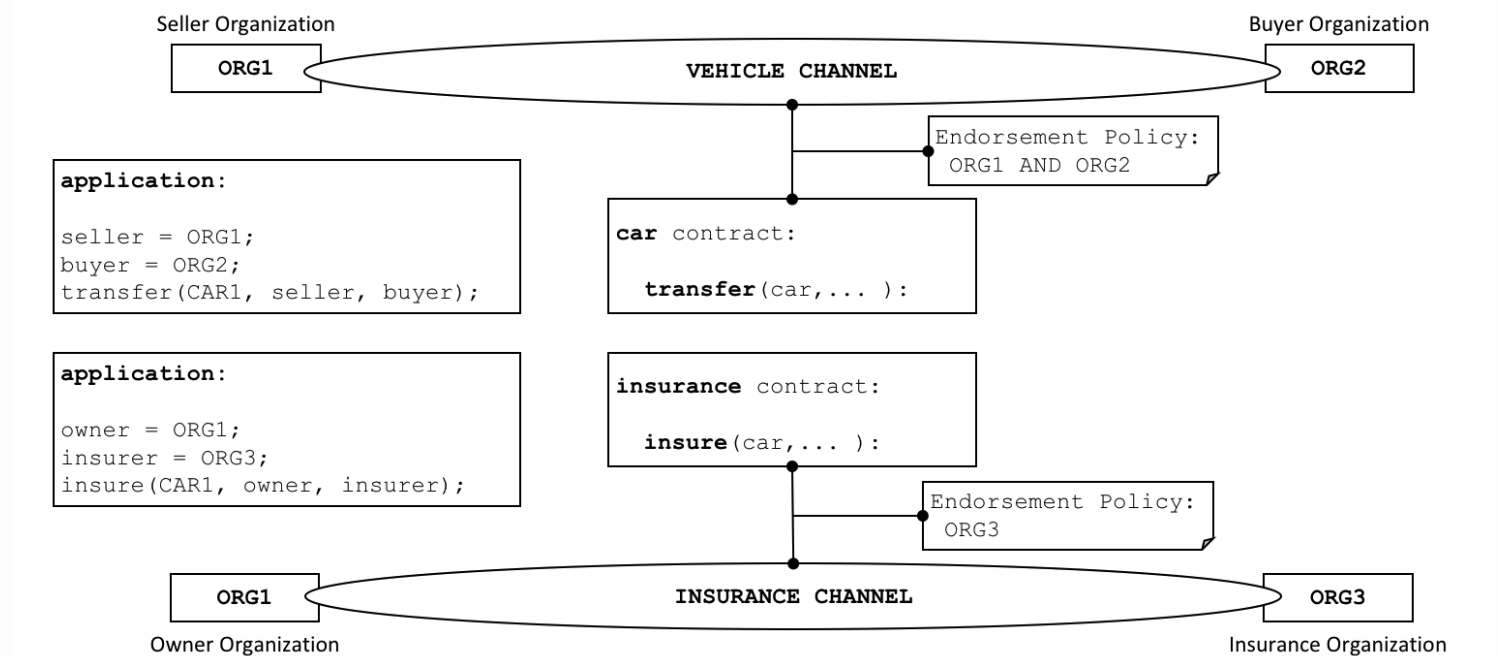 Seller Organization
Buyer Organization
ORG1
VEHICLE CHANNEL
ORG2
Endorsement Policy:
ORG1 AND ORG2
application:
seller = ORG1;
buyer = ORG2;
transfer(CAR1, seller, buyer);
car contract:
transfer(car,... ):
application:
owner = ORG1;
insurer = ORG3;
insure(CAR1, owner, insurer);
insurance contract:
insure(car,... ):
Endorsement Policy:
ORG3
ORG1
INSURANCE CHANNEL
ORG3
Owner Organization
Insurance Organization